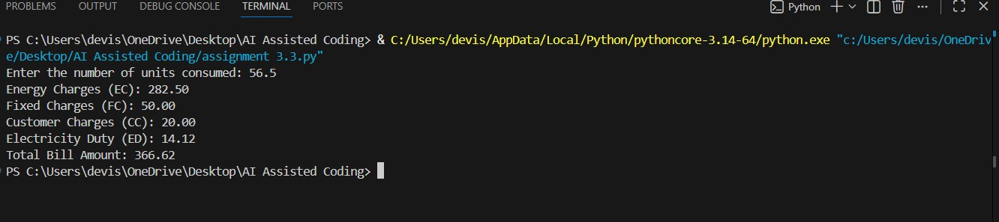 PROBLEMS OUTPUT DEBUG CONSOLE TERMINAL PORTS Python
PS C:\Users\devis\OneDrive\Desktop\AI Assisted Coding> & C:/Users/devis/AppData/Local/Python/pythoncore-3.14-64/python.exe "c:/Users/devis/OneDriv
e/Desktop/AI Assisted Coding/assignment 3.3.py"
Enter the number of units consumed: 56.5
Energy Charges (EC): 282.50
Fixed Charges (FC): 50.00
Customer Charges (CC): 20.00
Electricity Duty (ED): 14.12
Total Bill Amount: 366.62
PS C:\Users\devis\OneDrive\Desktop\AI Assisted Coding>